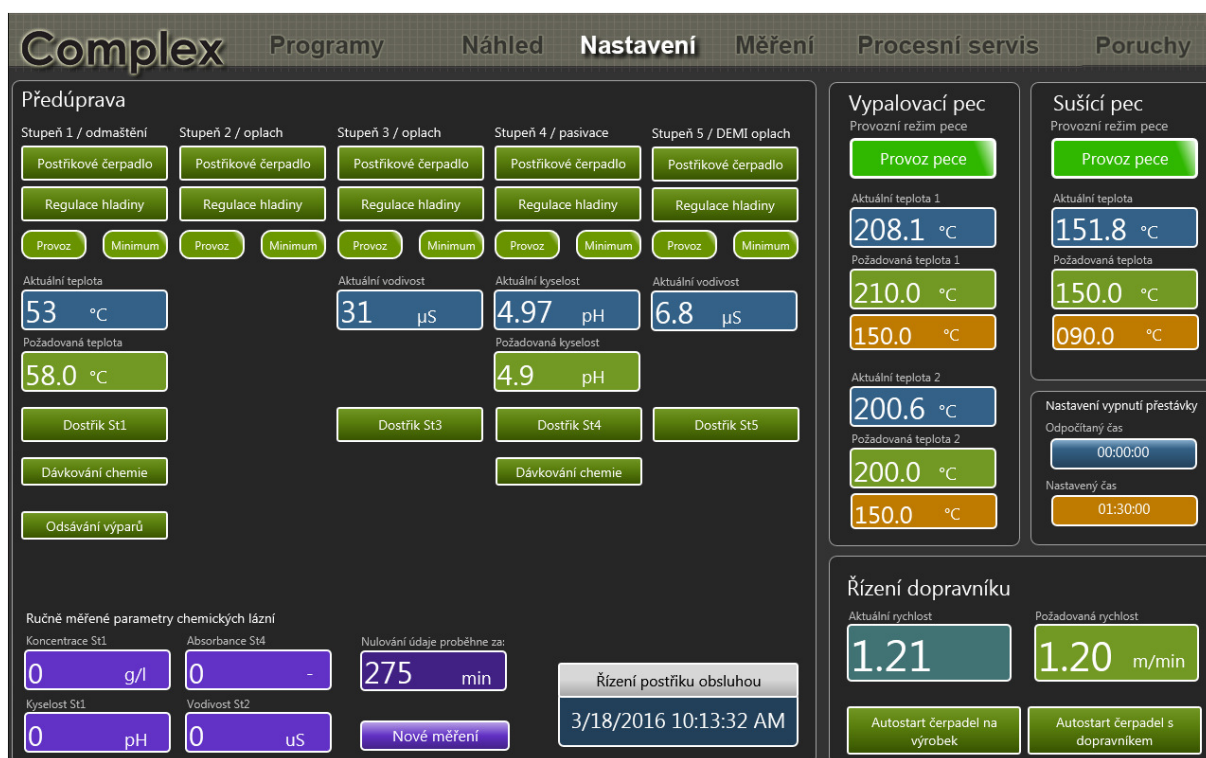 Complex
Programy
Náhled
Nastavení
Měření
Procesní servis
Poruchy
Předúprava
Stupeň 1 / odmaštění
Stupeň 2 / oplach
Stupeň 3 / oplach
Stupeň 4 / pasivace
Stupeň 5 / DEMI oplach
Postřikové čerpadlo
Postřikové čerpadlo
Postřikové čerpadlo
Postřikové čerpadlo
Postřikové čerpadlo
Regulace hladiny
Regulace hladiny
Regulace hladiny
Regulace hladiny
Regulace hladiny
Provoz
Minimum
Provoz
Minimum
Provoz
Minimum
Provoz
Minimum
Provoz
Minimum
Aktuální teplota
53 °C
Požadovaná teplota
58.0 °C
Aktuální vodivost
31 µS
Aktuální kyselost
4.97 pH
Požadovaná kyselost
4.9 pH
Aktuální vodivost
6.8 µS
Dostřik St1
Dostřik St3
Dostřik St4
Dostřik St5
Dávkování chemie
Dávkování chemie
Odsávání výparů
Ručně měřené parametry chemických lázní
Koncentrace St1
0 g/l
Absorbance St4
0 -
Kyselost St1
0 pH
Vodivost St2
0 uS
Nulování údaje proběhne za:
275 min
Nové měření
Řízení postřiku obsluhou
3/18/2016 10:13:32 AM
Vypalovací pec
Provozní režim pece
Provoz pece
Aktuální teplota 1
208.1 °C
Požadovaná teplota 1
210.0 °C
150.0 °C
Aktuální teplota 2
200.6 °C
Požadovaná teplota 2
200.0 °C
150.0 °C
Sušící pec
Provozní režim pece
Provoz pece
Aktuální teplota
151.8 °C
Požadovaná teplota
150.0 °C
090.0 °C
Nastavení vypnutí přestávky
Odpočítaný čas
00:00:00
Nastavený čas
01:30:00
Řízení dopravníku
Aktuální rychlost
1.21
Požadovaná rychlost
1.20 m/min
Autostart čerpadel na
výrobek
Autostart čerpadel s
dopravníkem